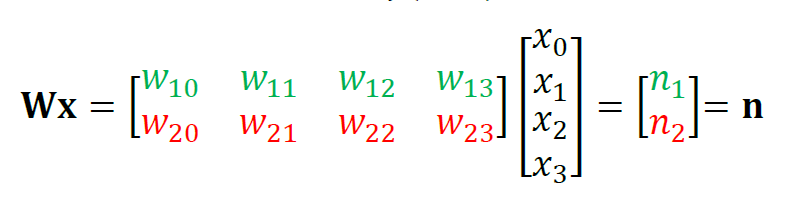 Wx = [w₁₀ w₁₁ w₁₂ w₁₃; w₂₀ w₂₁ w₂₂ w₂₃] [x₀; x₁; x₂; x₃] = [n₁; n₂] = n